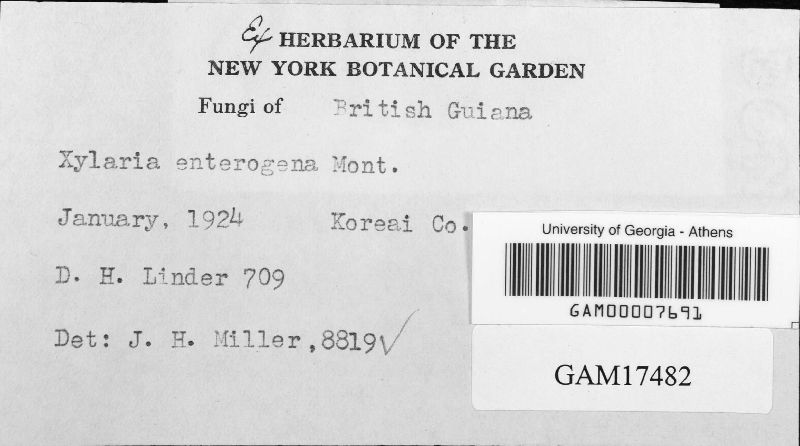 Ex HERBARIUM OF THE
NEW YORK BOTANICAL GARDEN
Fungi of British Guiana
Xylaria enterogena Mont.
January, 1924 Koreai Co.
D. H. Linder 709
Det: J. H. Miller, 8819√
University of Georgia - Athens
GAM00007691
GAM17482